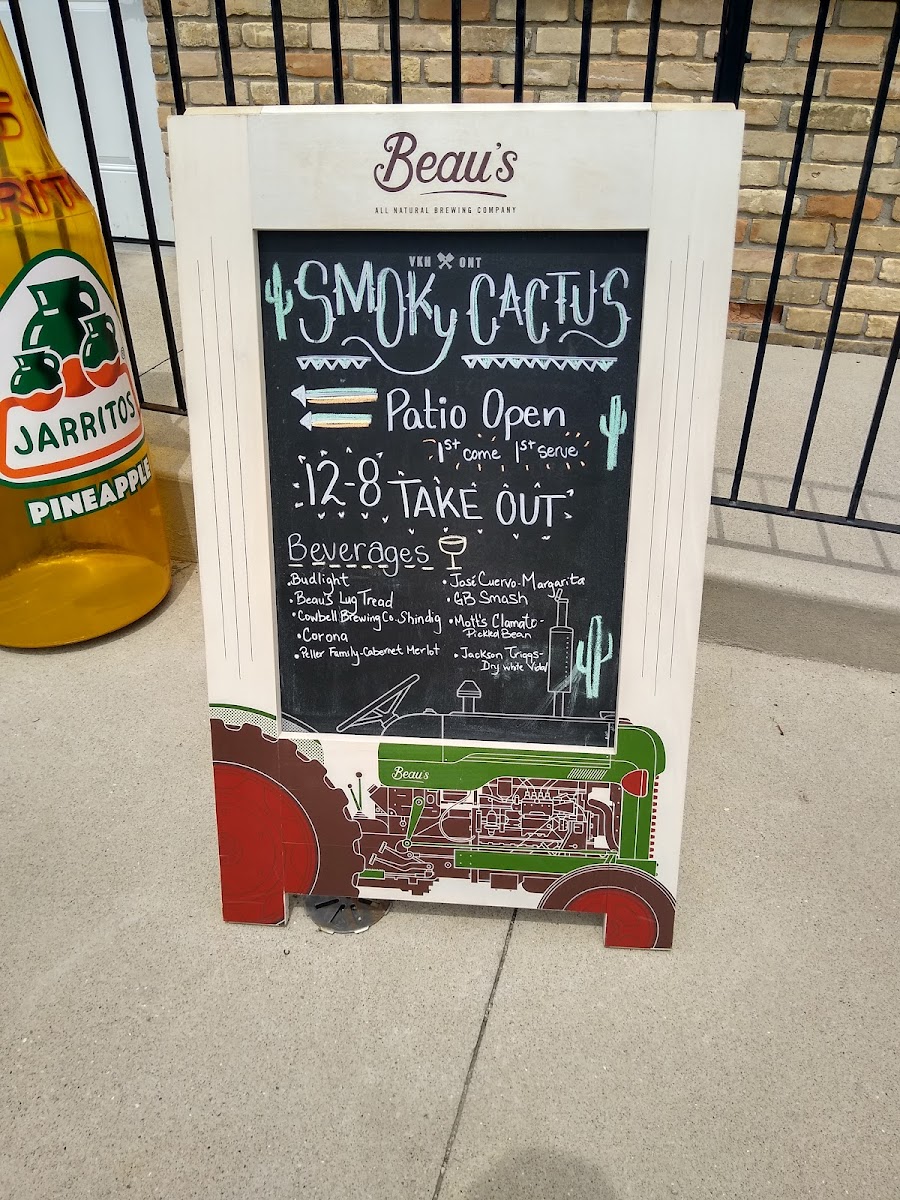 Beau's
ALL NATURAL BREWING COMPANY
VKH ONT
SMOKY CACTUS
Patio Open
1st come 1st serve
12-8 TAKE OUT
Beverages
• Budlight
• Beau's Lug Tread
• Cowbell Brewing Co. Shindig
• Corona
• Peller Family-Cabernet Merlot
• José Cuervo-Margarita
• GB Smash
• Mott's Clamato-
Pickled Bean
• Jackson Triggs-
Dry White Vidal
Beau's
JARRITOS
PINEAPPLE